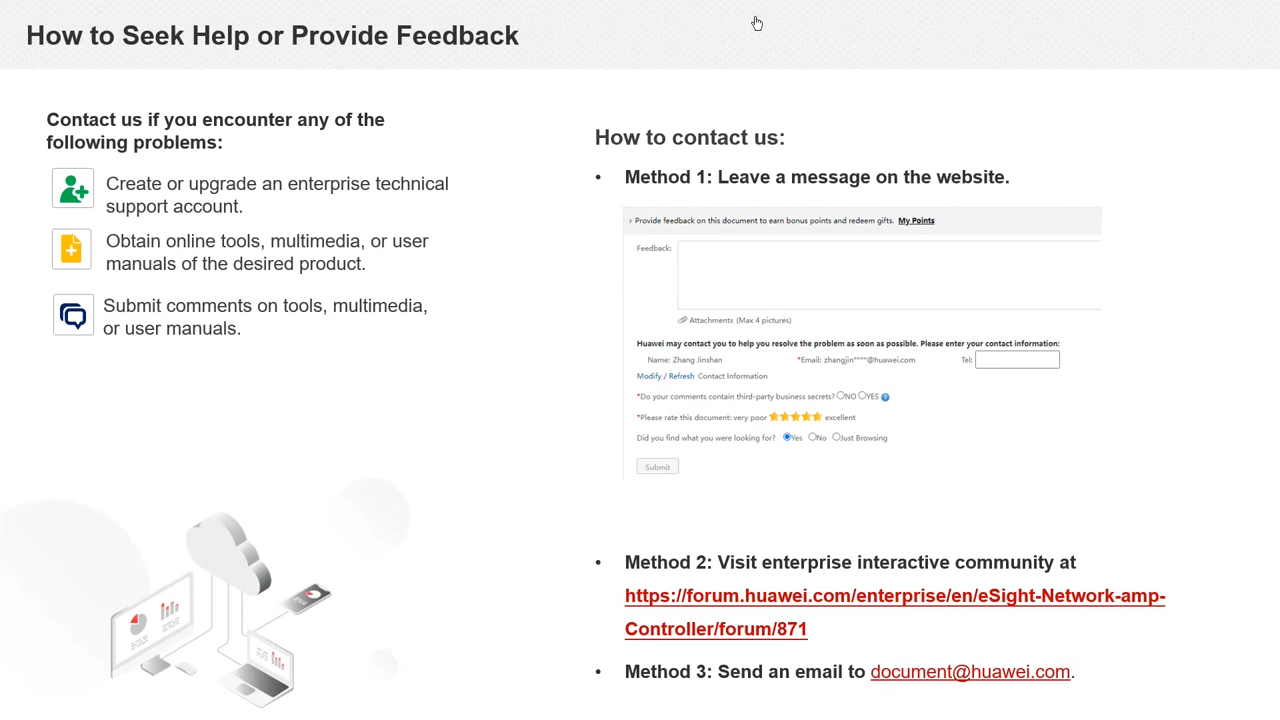 How to Seek Help or Provide Feedback
Contact us if you encounter any of the
following problems:
Create or upgrade an enterprise technical
support account.
Obtain online tools, multimedia, or user
manuals of the desired product.
Submit comments on tools, multimedia,
or user manuals.
How to contact us:
• Method 1: Leave a message on the website.
› Provide feedback on this document to earn bonus points and redeem gifts. My Points
Feedback:
Attachments (Max 4 pictures)
Huawei may contact you to help you resolve the problem as soon as possible. Please enter your contact information:
Name: Zhang Jinshan *Email: zhangjin****@huawei.com Tel:
Modify / Refresh Contact Information
*Do your comments contain third-party business secrets? NO YES ?
*Please rate this document: very poor excellent
Did you find what you were looking for? Yes No Just Browsing
Submit
• Method 2: Visit enterprise interactive community at
https://forum.huawei.com/enterprise/en/eSight-Network-amp-
Controller/forum/871
• Method 3: Send an email to document@huawei.com.